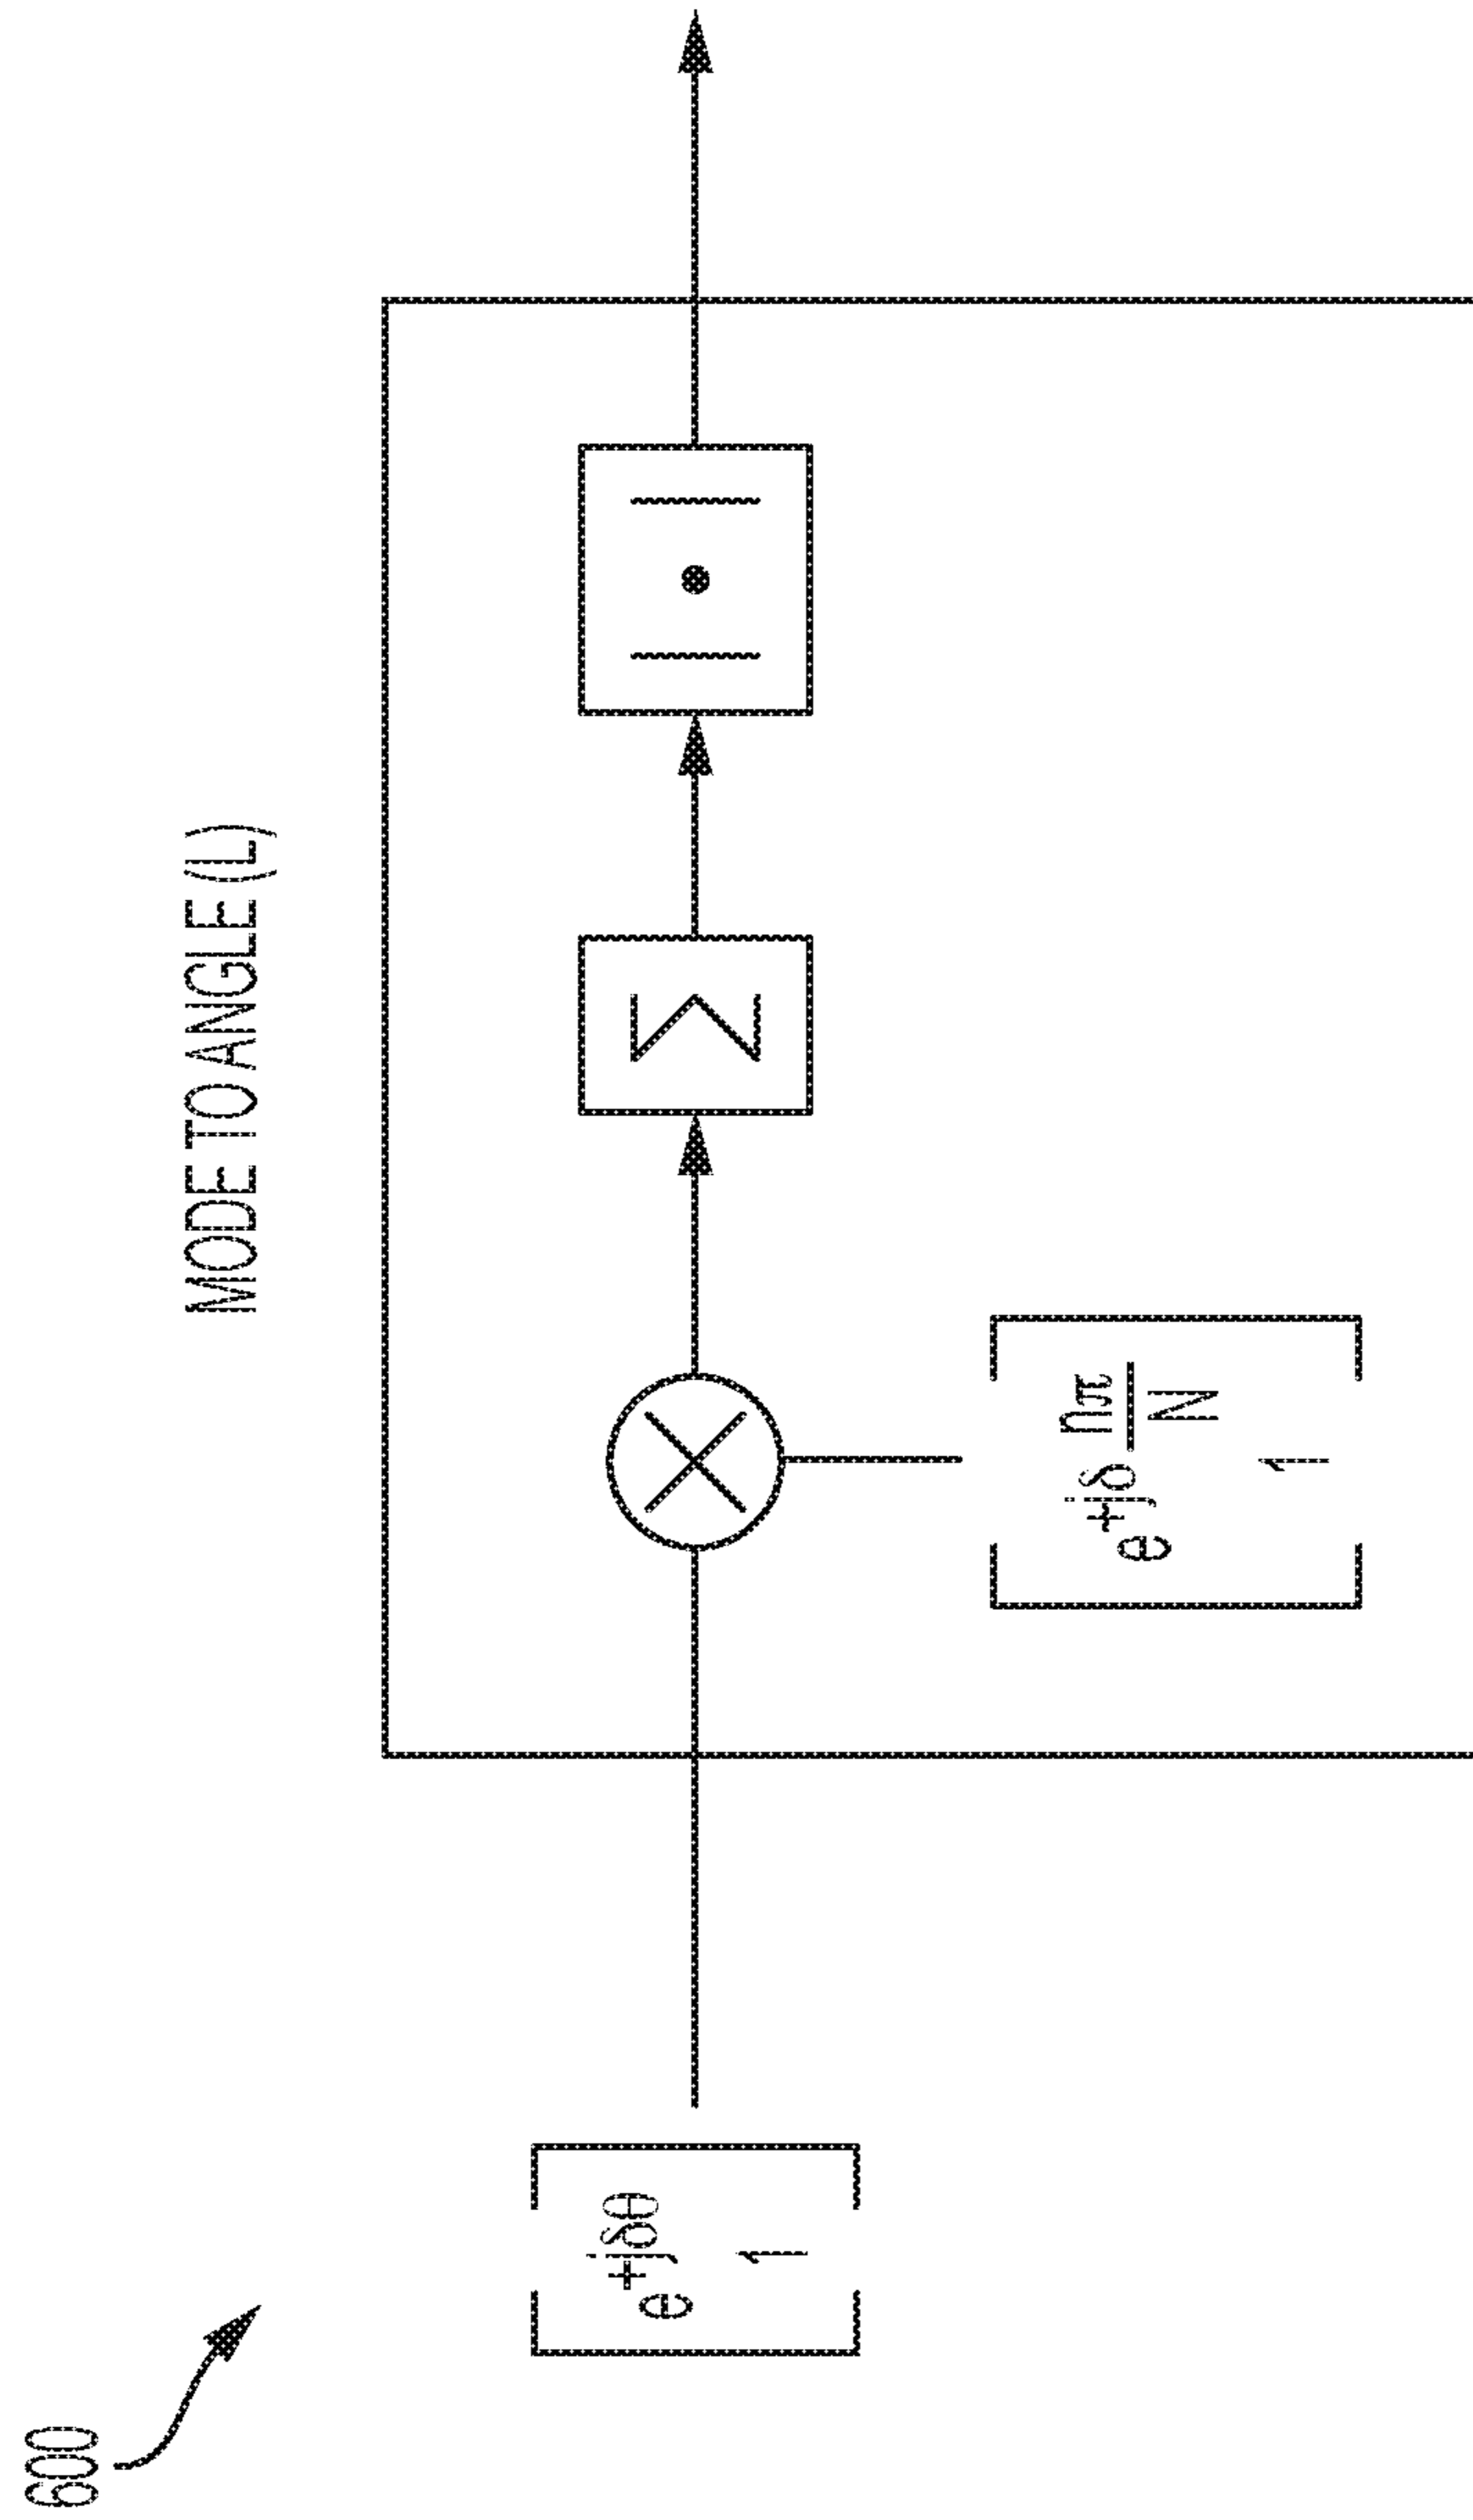 600
MODE TO ANGLE (L)
e^{+jδθ}
1
e^{+jδ nπ/N}
1
Σ
|•|